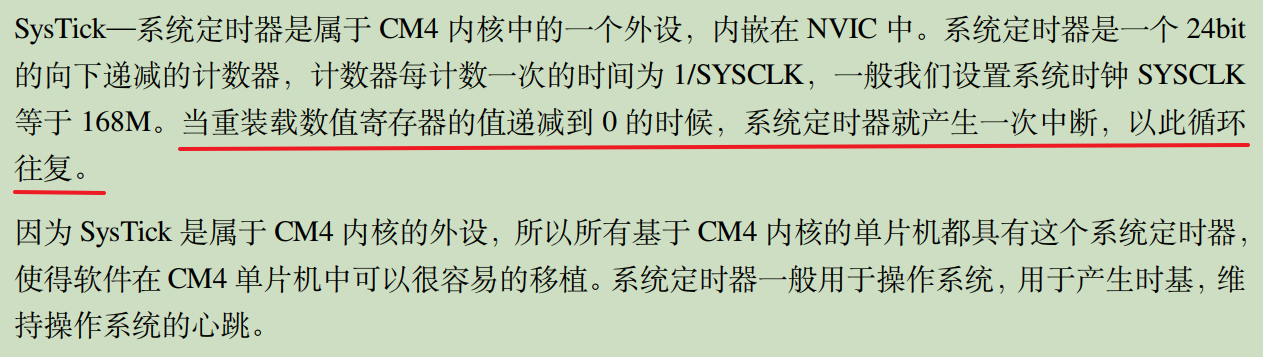 SysTick—系统定时器是属于 CM4 内核中的一个外设，内嵌在 NVIC 中。系统定时器是一个 24bit
的向下递减的计数器，计数器每计数一次的时间为 1/SYSCLK，一般我们设置系统时钟 SYSCLK
等于 168M。当重装载数值寄存器的值递减到 0 的时候，系统定时器就产生一次中断，以此循环
往复。
因为 SysTick 是属于 CM4 内核的外设，所以所有基于 CM4 内核的单片机都具有这个系统定时器，
使得软件在 CM4 单片机中可以很容易的移植。系统定时器一般用于操作系统，用于产生时基，维
持操作系统的心跳。